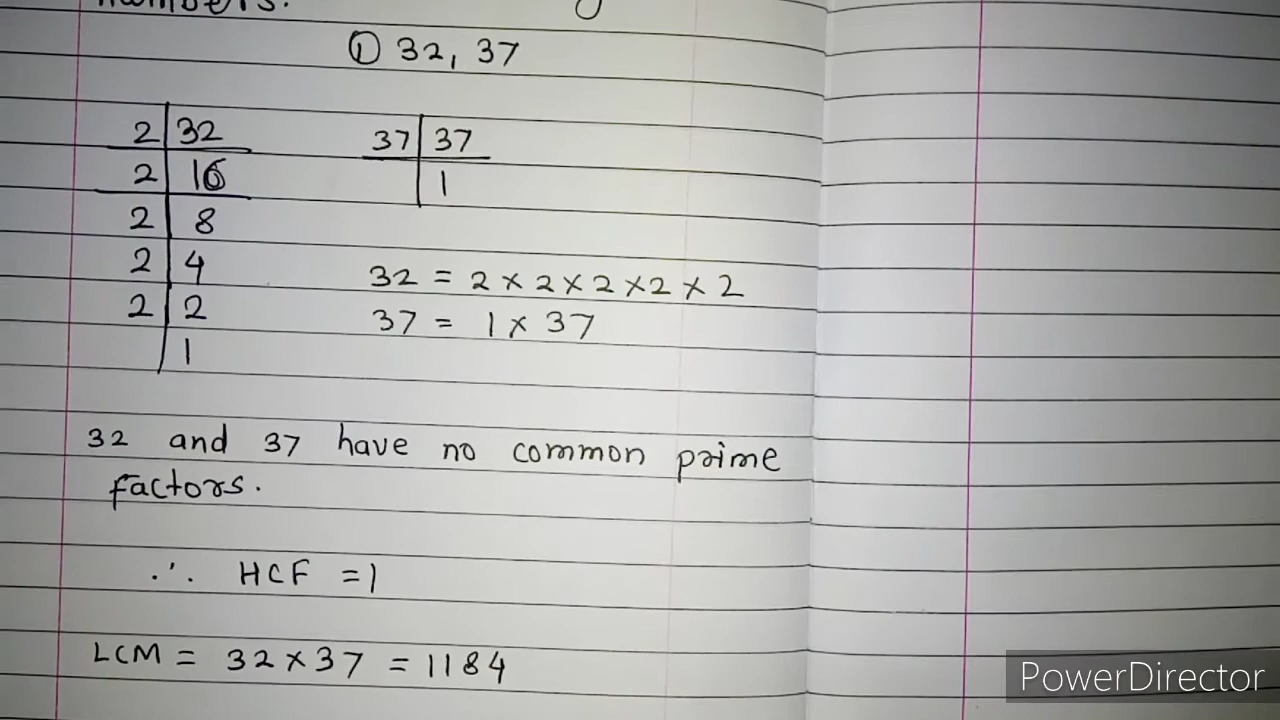 numbers.
① 32, 37
2 | 32
2 | 16
2 | 8
2 | 4
2 | 2
1
37 | 37
1
32 = 2 × 2 × 2 × 2 × 2
37 = 1 × 37
32 and 37 have no common prime
factors.
∴ HCF = 1
LCM = 32 × 37 = 1184
PowerDirector